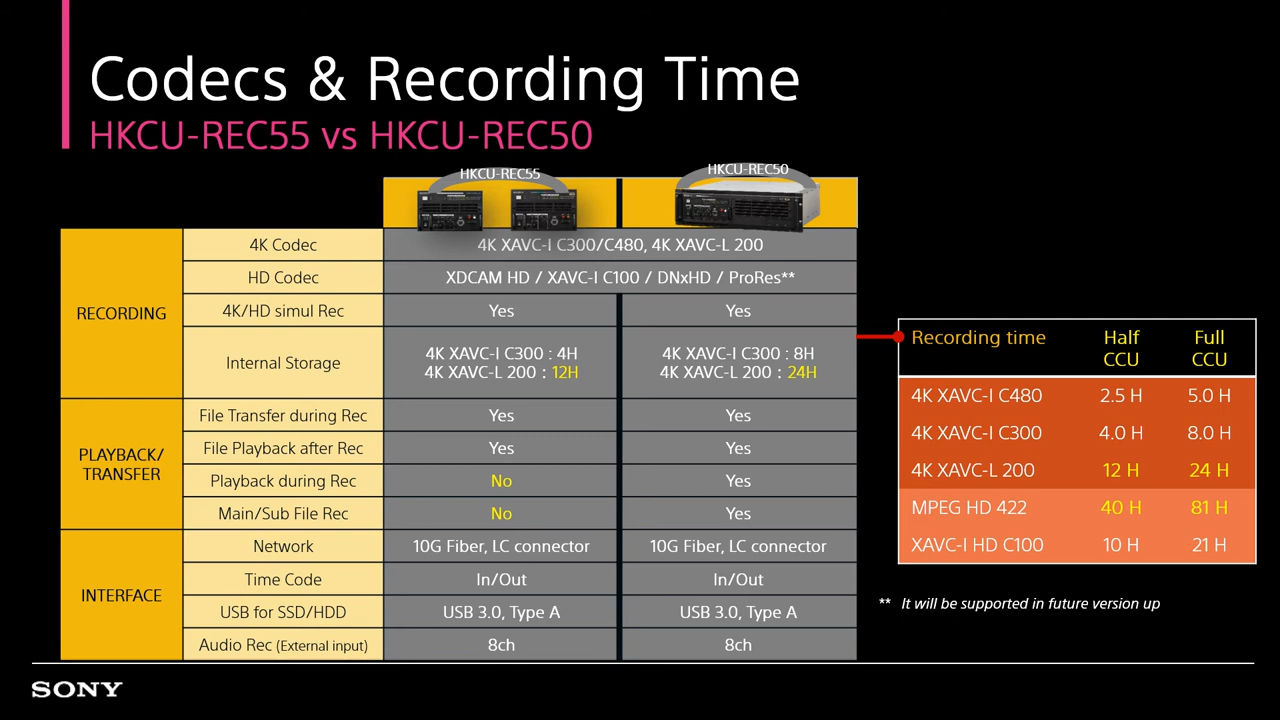 Codecs & Recording Time
HKCU-REC55 vs HKCU-REC50
HKCU-REC55
HKCU-REC50
RECORDING
4K Codec
4K XAVC-I C300/C480, 4K XAVC-L 200
HD Codec
XDCAM HD / XAVC-I C100 / DNxHD / ProRes**
4K/HD simul Rec
Yes
Yes
Internal Storage
4K XAVC-I C300 : 4H
4K XAVC-L 200 : 12H
4K XAVC-I C300 : 8H
4K XAVC-L 200 : 24H
PLAYBACK/
TRANSFER
File Transfer during Rec
Yes
Yes
File Playback after Rec
Yes
Yes
Playback during Rec
No
Yes
Main/Sub File Rec
No
Yes
INTERFACE
Network
10G Fiber, LC connector
10G Fiber, LC connector
Time Code
In/Out
In/Out
USB for SSD/HDD
USB 3.0, Type A
USB 3.0, Type A
Audio Rec (External input)
8ch
8ch
Recording time
Half
CCU
Full
CCU
4K XAVC-I C480
2.5 H
5.0 H
4K XAVC-I C300
4.0 H
8.0 H
4K XAVC-L 200
12 H
24 H
MPEG HD 422
40 H
81 H
XAVC-I HD C100
10 H
21 H
** It will be supported in future version up
SONY